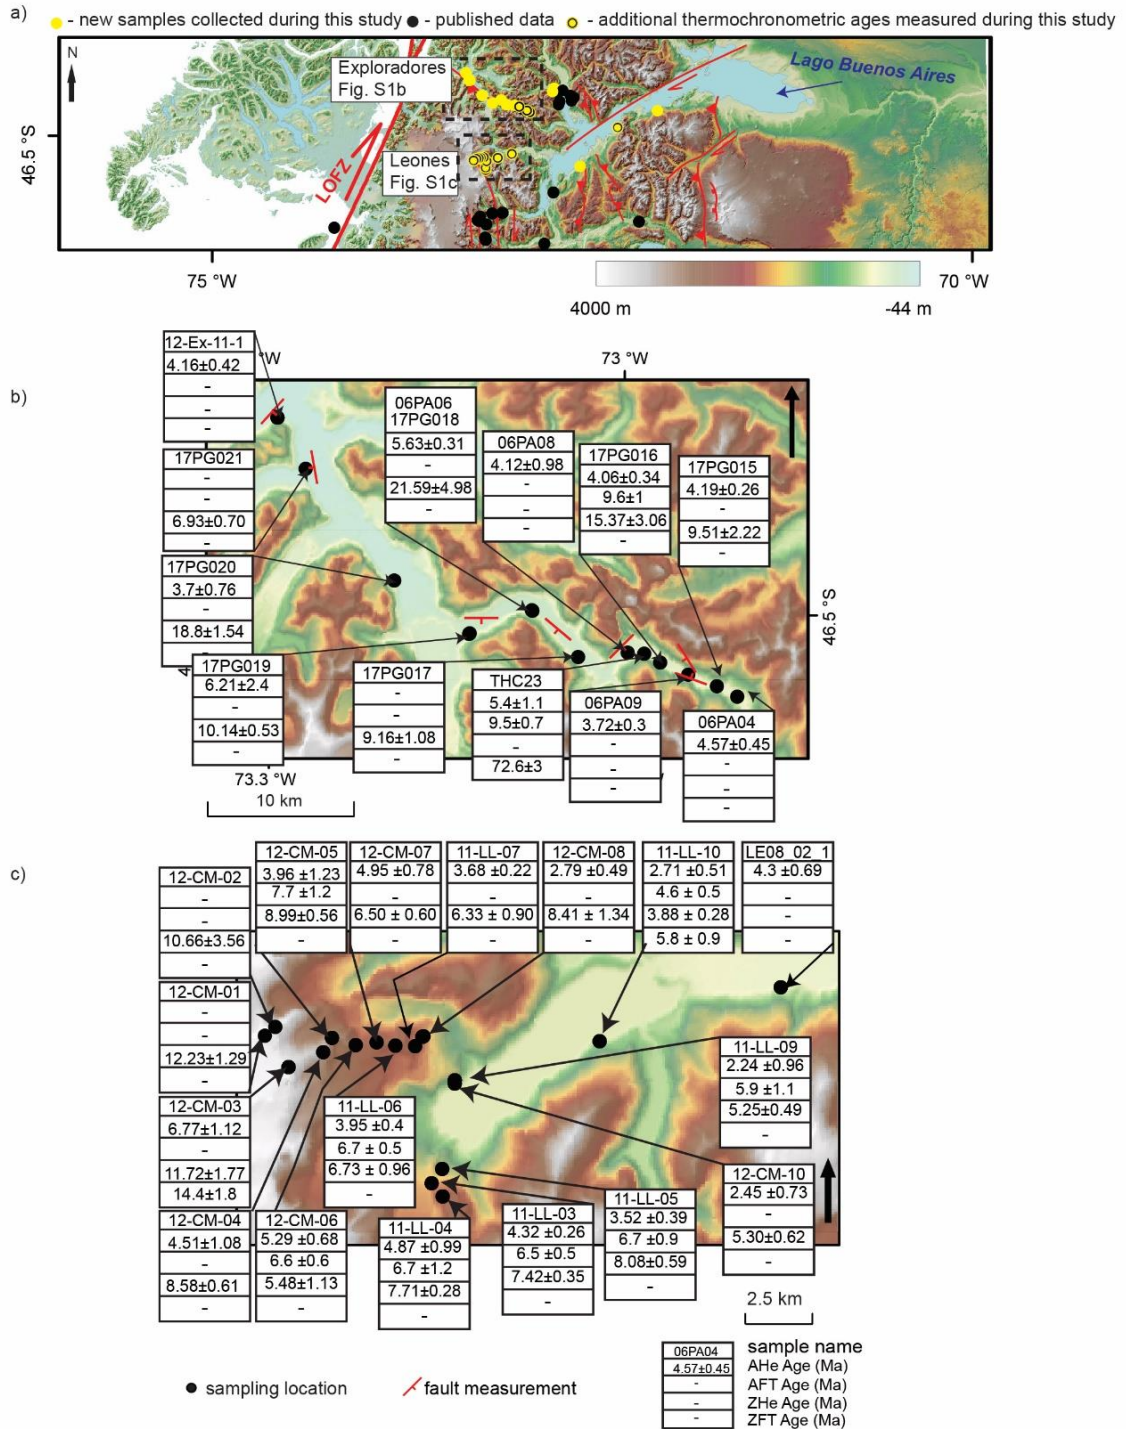 a)
- new samples collected during this study
- published data
- additional thermochronometric ages measured during this study
N
Exploradores
Fig. S1b
Lago Buenos Aires
46.5 °S
LOFZ
Leones
Fig. S1c
75 °W
70 °W
4000 m
-44 m
b)
°W
73 °W
12-Ex-11-1
4.16±0.42
-
-
-
17PG021
-
-
6.93±0.70
-
17PG020
3.7±0.76
-
18.8±1.54
-
06PA06
17PG018
5.63±0.31
-
21.59±4.98
-
06PA08
4.12±0.98
-
-
-
17PG016
4.06±0.34
9.6±1
15.37±3.06
-
17PG015
4.19±0.26
-
9.51±2.22
-
46.5 °S
4
17PG019
6.21±2.4
-
10.14±0.53
-
17PG017
-
-
9.16±1.08
-
THC23
5.4±1.1
9.5±0.7
-
72.6±3
06PA09
3.72±0.3
-
-
-
06PA04
4.57±0.45
-
-
-
73.3 °W
10 km
c)
12-CM-02
-
-
10.66±3.56
-
12-CM-05
3.96 ±1.23
7.7 ±1.2
8.99±0.56
-
12-CM-07
4.95 ±0.78
-
6.50 ± 0.60
-
11-LL-07
3.68 ±0.22
-
6.33 ± 0.90
-
12-CM-08
2.79 ±0.49
-
8.41 ± 1.34
-
11-LL-10
2.71 ±0.51
4.6 ± 0.5
3.88 ± 0.28
5.8 ± 0.9
LE08_02_1
4.3 ±0.69
-
-
-
12-CM-01
-
-
12.23±1.29
-
12-CM-03
6.77±1.12
-
11.72±1.77
14.4±1.8
11-LL-06
3.95 ±0.4
6.7 ± 0.5
6.73 ± 0.96
-
11-LL-09
2.24 ±0.96
5.9 ±1.1
5.25±0.49
-
12-CM-10
2.45 ±0.73
-
5.30±0.62
-
12-CM-04
4.51±1.08
-
8.58±0.61
-
12-CM-06
5.29 ±0.68
6.6 ±0.6
5.48±1.13
-
11-LL-04
4.87 ±0.99
6.7 ±1.2
7.71±0.28
-
11-LL-03
4.32 ±0.26
6.5 ±0.5
7.42±0.35
-
11-LL-05
3.52 ±0.39
6.7 ±0.9
8.08±0.59
-
2.5 km
sampling location
fault measurement
06PA04
4.57±0.45
-
-
-
sample name
AHe Age (Ma)
AFT Age (Ma)
ZHe Age (Ma)
ZFT Age (Ma)